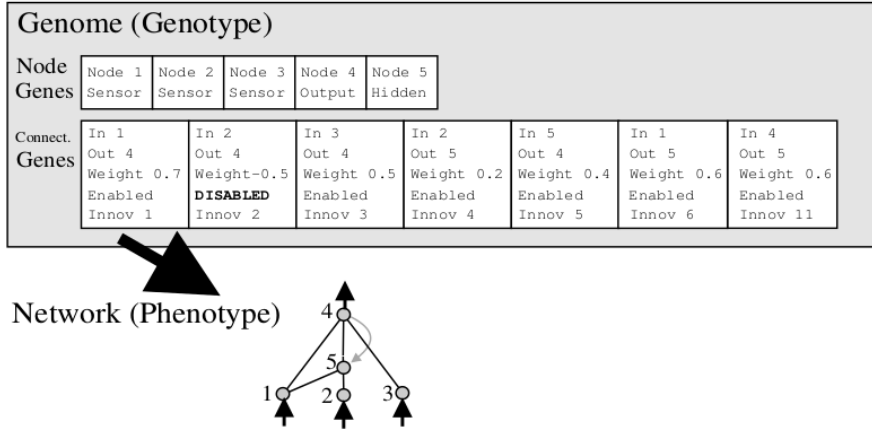 Genome (Genotype)
Node Genes
Node 1 Node 2 Node 3 Node 4 Node 5
Sensor Sensor Sensor Output Hidden
Connect. Genes
In 1 In 2 In 3 In 2 In 5 In 1 In 4
Out 4 Out 4 Out 4 Out 5 Out 4 Out 5 Out 5
Weight 0.7 Weight-0.5 Weight 0.5 Weight 0.2 Weight 0.4 Weight 0.6 Weight 0.6
Enabled DISABLED Enabled Enabled Enabled Enabled Enabled
Innov 1 Innov 2 Innov 3 Innov 4 Innov 5 Innov 6 Innov 11
Network (Phenotype)
4
5
1 2 3